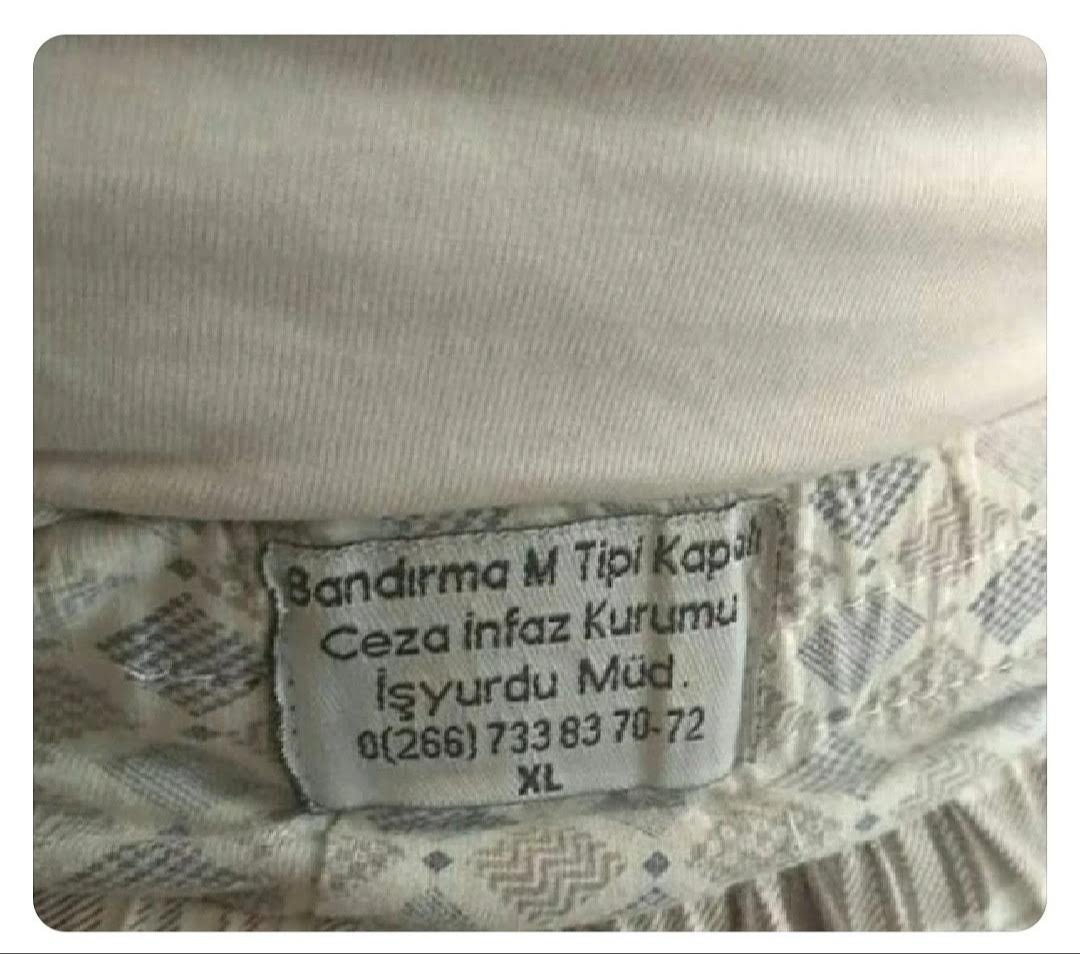 Bandırma M Tipi Kapalı
Ceza İnfaz Kurumu
İşyurdu Müd.
0(266) 733 83 70-72
XL